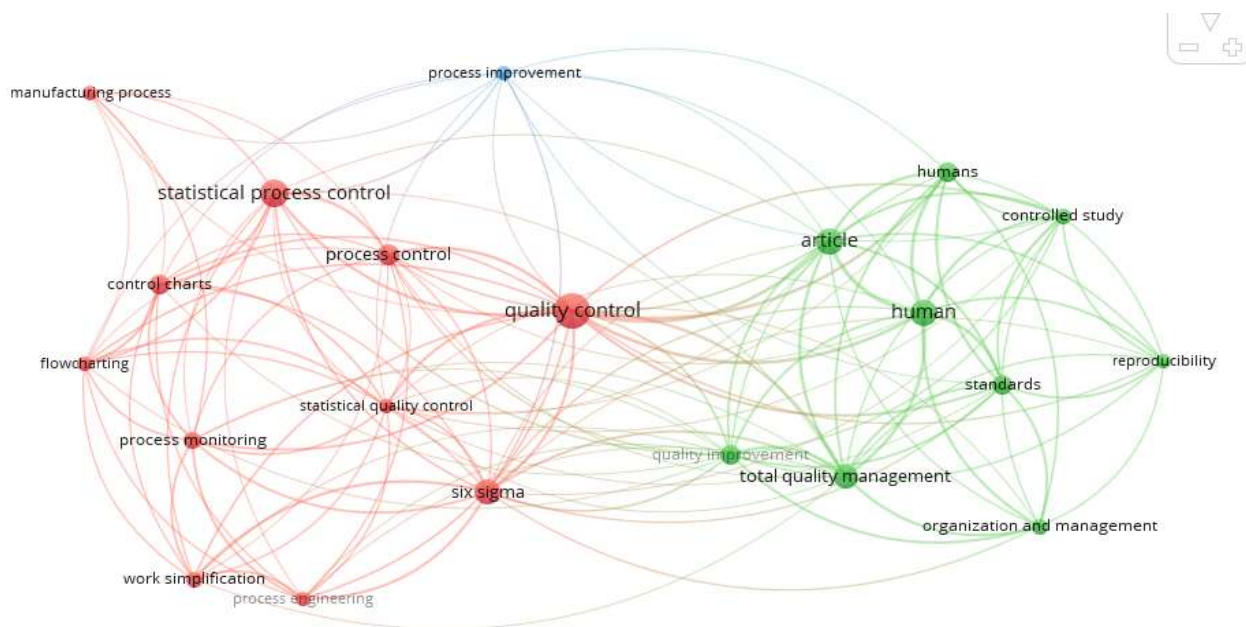 process improvement
manufacturing process
humans
statistical process control
controlled study
article
process control
control charts
quality control
human
flowcharting
reproducibility
standards
statistical quality control
process monitoring
quality improvement
total quality management
six sigma
organization and management
work simplification
process engineering